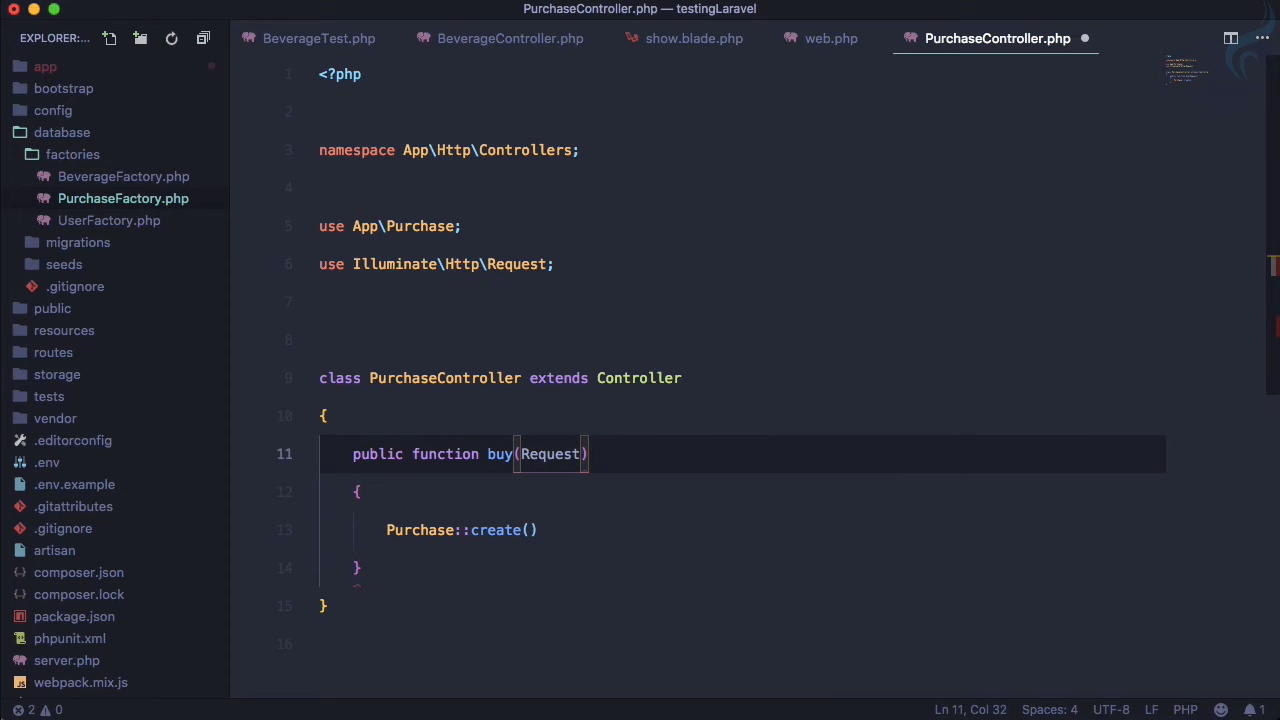 PurchaseController.php — testingLaravel
EXPLORER:...
BeverageTest.php
BeverageController.php
show.blade.php
web.php
PurchaseController.php
app
bootstrap
config
database
factories
BeverageFactory.php
PurchaseFactory.php
UserFactory.php
migrations
seeds
.gitignore
public
resources
routes
storage
tests
vendor
.editorconfig
.env
.env.example
.gitattributes
.gitignore
artisan
composer.json
composer.lock
package.json
phpunit.xml
server.php
webpack.mix.js
1 <?php
2
3 namespace App\Http\Controllers;
4
5 use App\Purchase;
6 use Illuminate\Http\Request;
7
8
9 class PurchaseController extends Controller
10 {
11 public function buy(Request)
12 {
13 Purchase::create()
14 }
15 }
16
2 0
Ln 11, Col 32 Spaces: 4 UTF-8 LF PHP 1